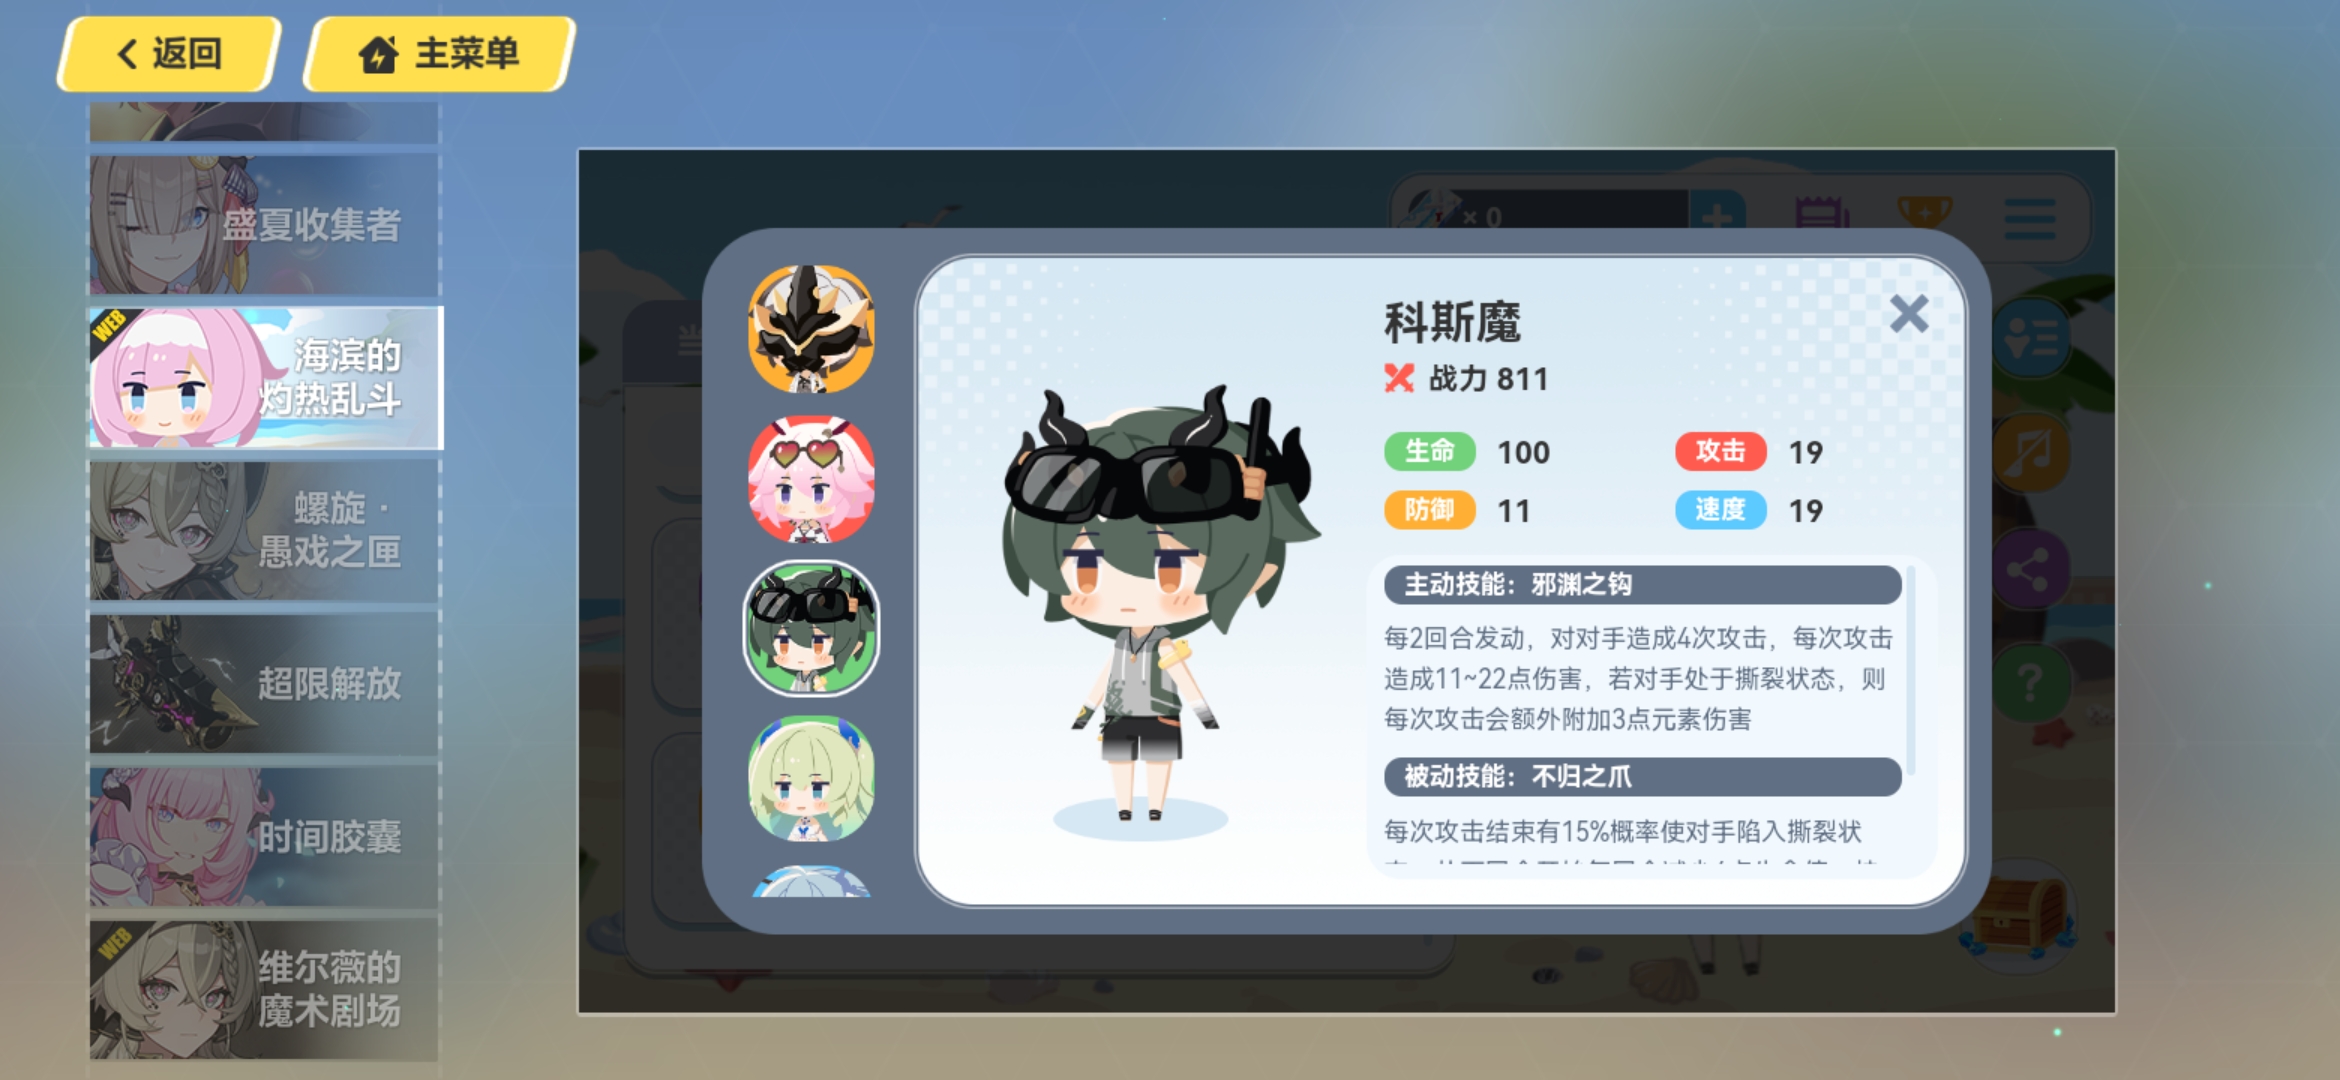 返回
主菜单
盛夏收集者
WEB
海滨的
灼热乱斗
螺旋·
愚戏之匣
超限解放
时间胶囊
WEB
维尔薇的
魔术剧场
× 0
当
科斯魔
战力 811
生命 100
攻击 19
防御 11
速度 19
主动技能：邪渊之钩
每2回合发动，对对手造成4次攻击，每次攻击
造成11~22点伤害，若对手处于撕裂状态，则
每次攻击会额外附加3点元素伤害
被动技能：不归之爪
每次攻击结束有15%概率使对手陷入撕裂状
?